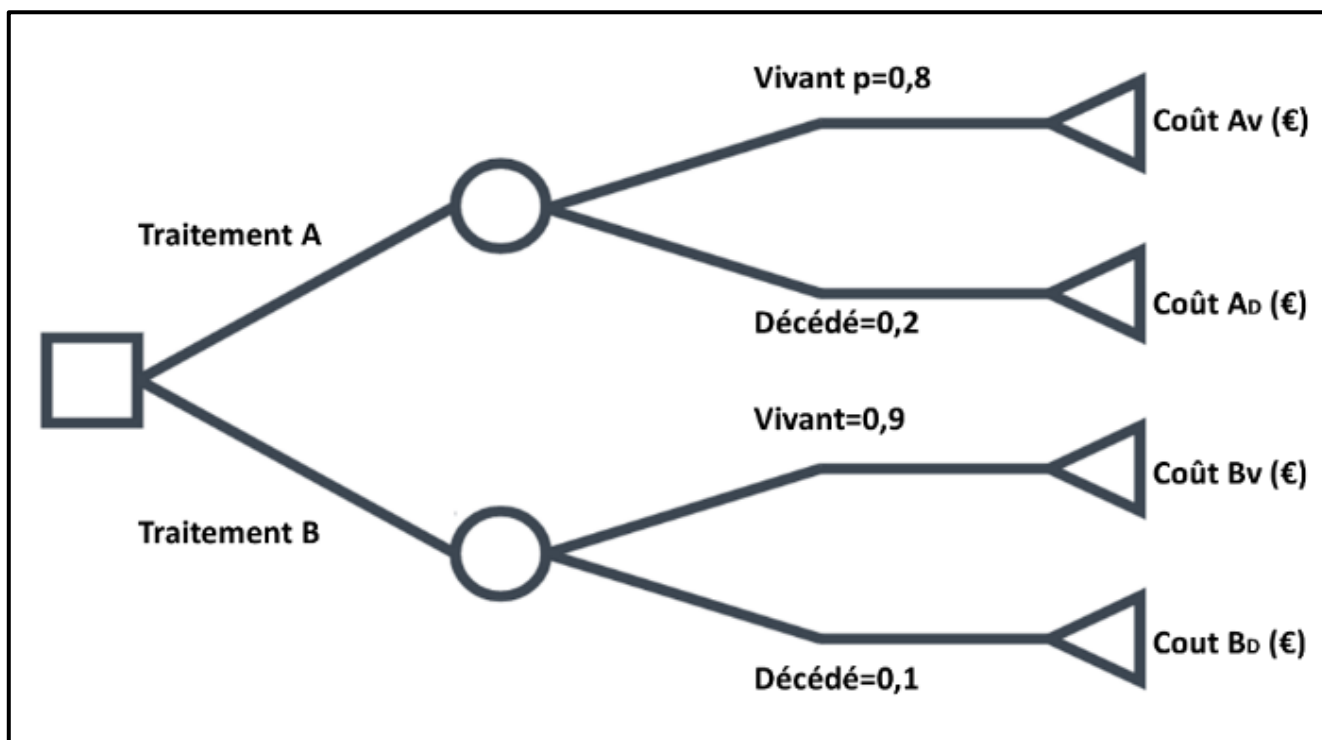 Vivant p=0,8
Coût Av (€)
Traitement A
Décédé=0,2
Coût AD (€)
Vivant=0,9
Coût Bv (€)
Traitement B
Décédé=0,1
Cout BD (€)